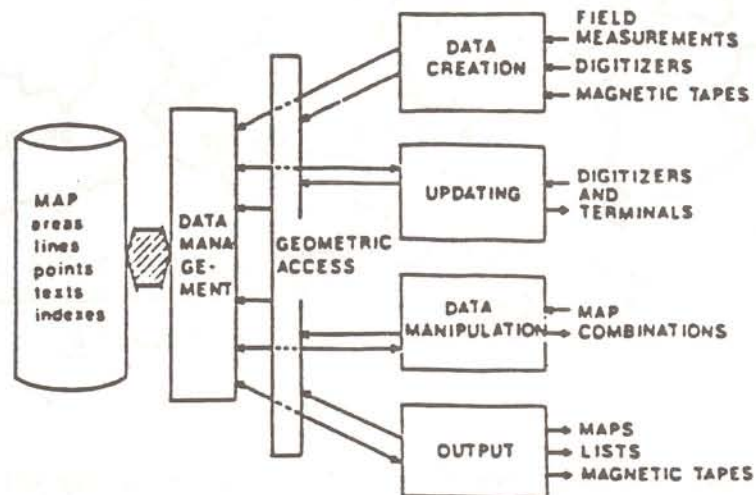 MAP
areas
lines
points
texts
indexes
DATA
MANA
GE-
MENT
GEOMETRIC
ACCESS
DATA
CREATION
FIELD
MEASUREMENTS
DIGITIZERS
MAGNETIC TAPES
UPDATING
DIGITIZERS
AND
TERMINALS
DATA
MANIPULATION
MAP
COMBINATIONS
OUTPUT
MAPS
LISTS
MAGNETIC TAPES